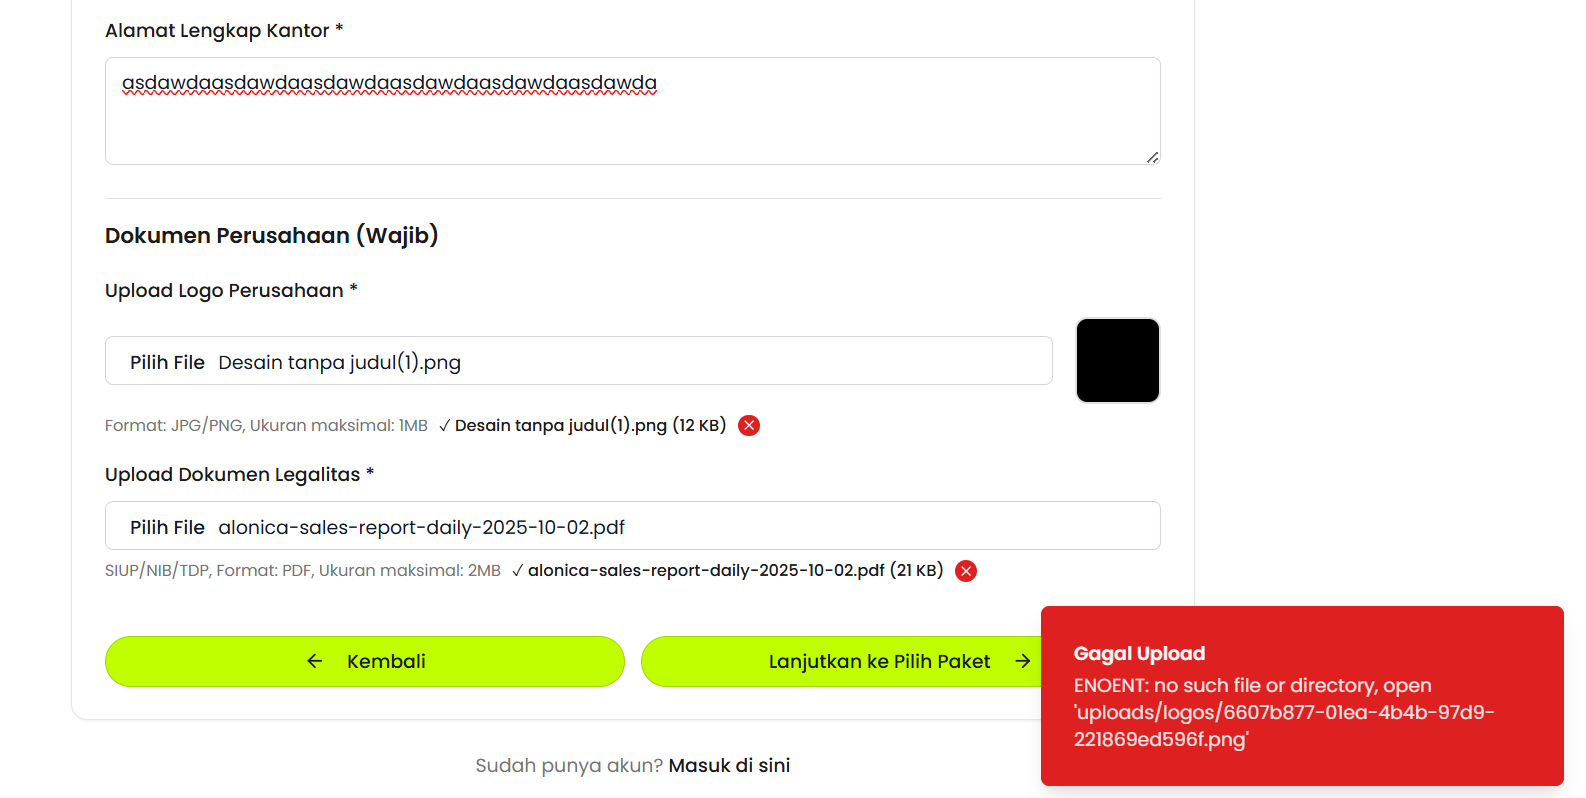 Alamat Lengkap Kantor *
asdawdaasdawdaasdawdaasdawdaasdawdaasdawda
Dokumen Perusahaan (Wajib)
Upload Logo Perusahaan *
Pilih File Desain tanpa judul(1).png
Format: JPG/PNG, Ukuran maksimal: 1MB ✓ Desain tanpa judul(1).png (12 KB)
Upload Dokumen Legalitas *
Pilih File alonica-sales-report-daily-2025-10-02.pdf
SIUP/NIB/TDP, Format: PDF, Ukuran maksimal: 2MB ✓ alonica-sales-report-daily-2025-10-02.pdf (21 KB)
← Kembali
Lanjutkan ke Pilih Paket →
Gagal Upload
ENOENT: no such file or directory, open
'uploads/logos/6607b877-01ea-4b4b-97d9-
221869ed596f.png'
Sudah punya akun? Masuk di sini